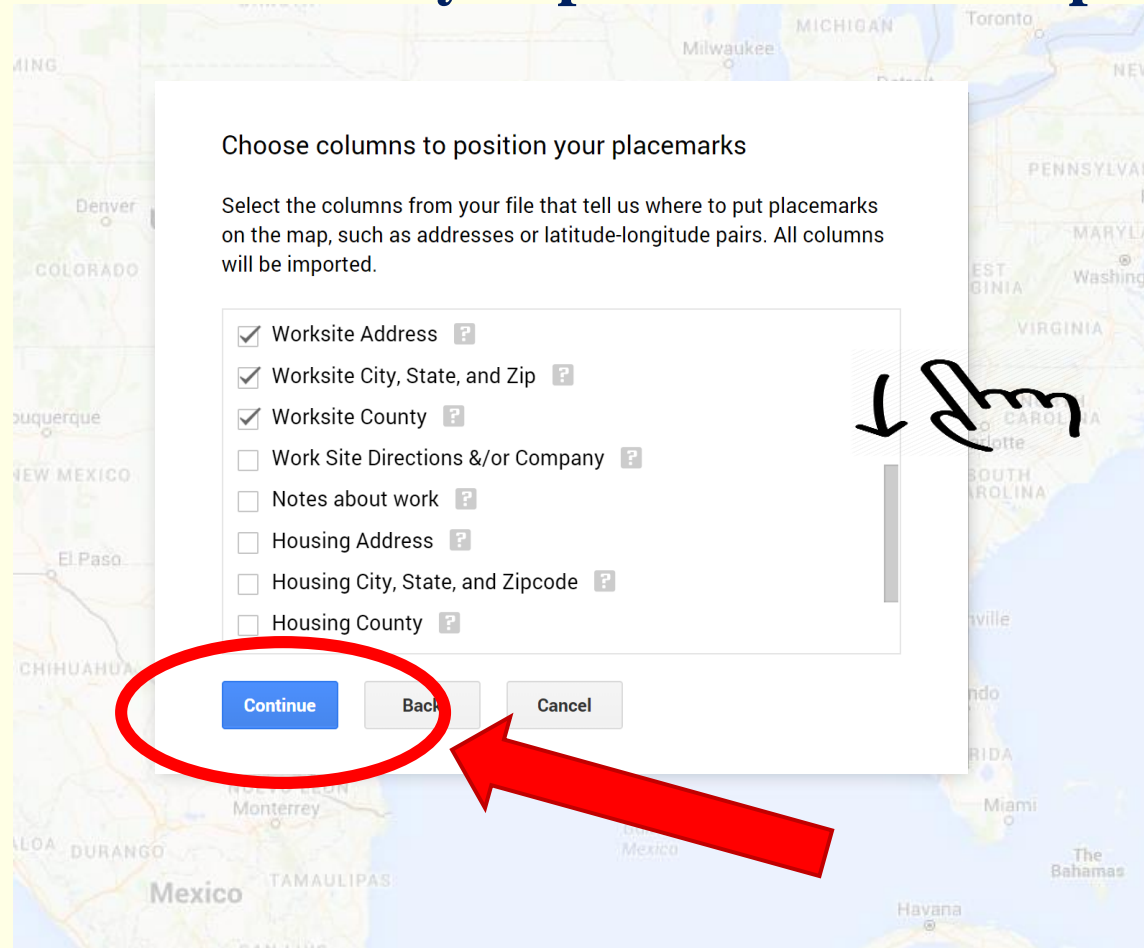 MICHIGAN
Toronto
Milwaukee
Choose columns to position your placemarks
Select the columns from your file that tell us where to put placemarks
on the map, such as addresses or latitude-longitude pairs. All columns
will be imported.
Denver
COLORADO
Worksite Address ?
Worksite City, State, and Zip ?
Worksite County ?
Work Site Directions &/or Company ?
Notes about work ?
Housing Address ?
Housing City, State, and Zipcode ?
Housing County ?
NEW MEXICO
El Paso
VIRGINIA
SOUTH
CHIHUAHUA
Continue
Back
Cancel
Monterrey
Miami
DURANGO
Mexico
The
Bahamas
Mexico
TAMAULIPAS
Havana